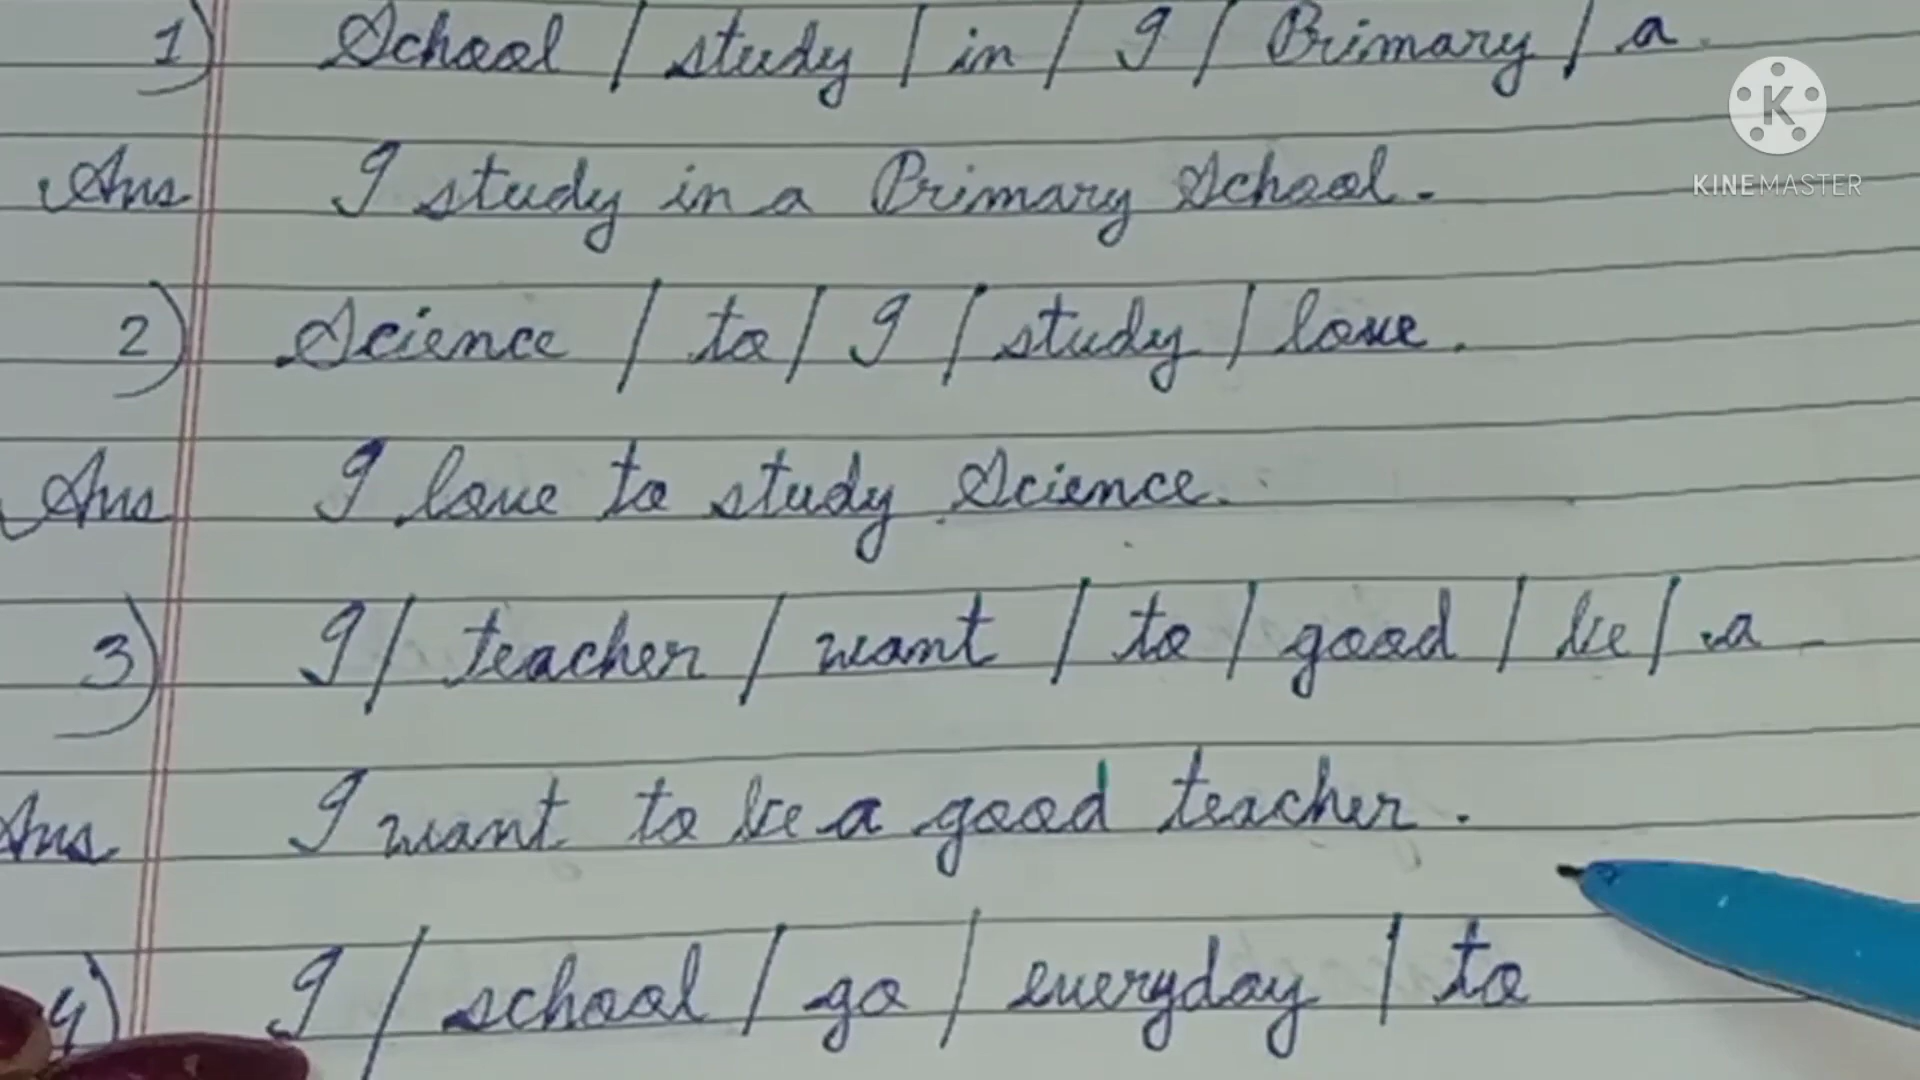 1) School / study / in / I / Primary / a
Ans I study in a Primary School.
2) Science / to / I / study / love.
Ans I love to study Science.
3) I / teacher / want / to / good / be / a
Ans I want to be a good teacher.
4) I / school / go / everyday / to
K
KINEMASTER